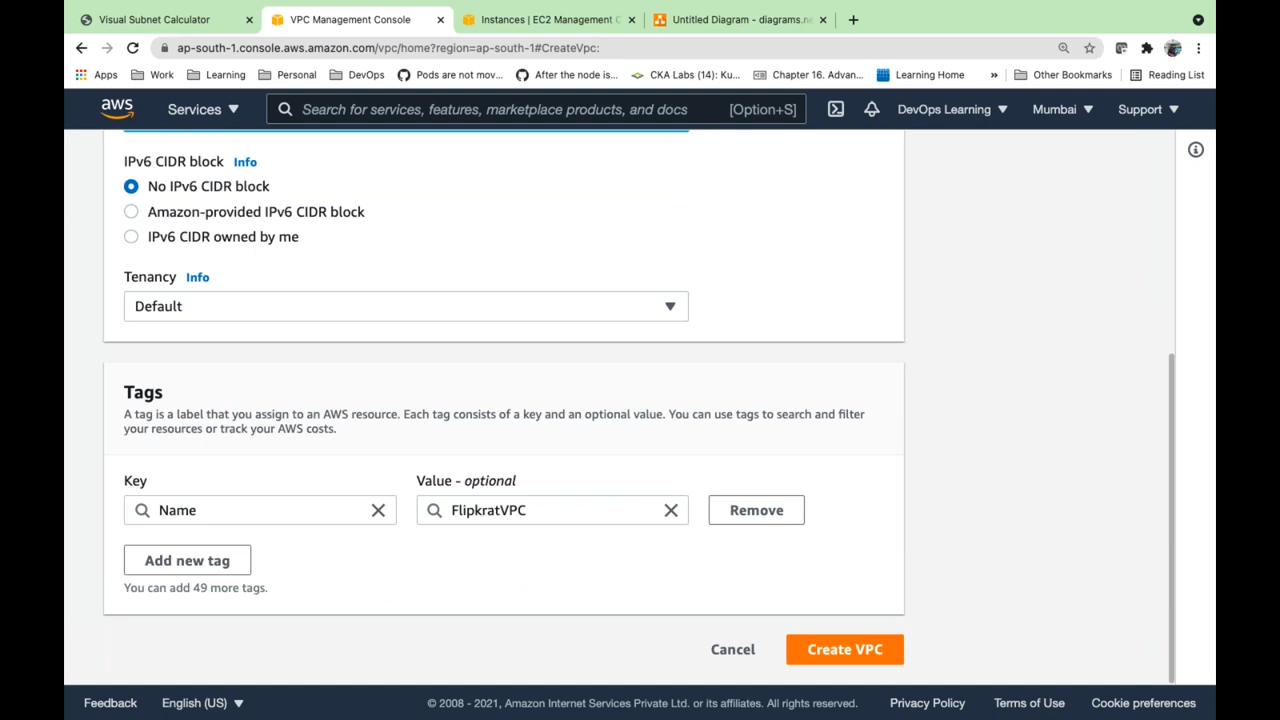 Visual Subnet Calculator
VPC Management Console
Instances | EC2 Management C
Untitled Diagram - diagrams.ne
ap-south-1.console.aws.amazon.com/vpc/home?region=ap-south-1#CreateVpc:
Apps
Work
Learning
Personal
DevOps
Pods are not mov...
After the node is...
CKA Labs (14): Ku...
Chapter 16. Advan...
Learning Home
»
Other Bookmarks
Reading List
aws
Services
Search for services, features, marketplace products, and docs
[Option+S]
DevOps Learning
Mumbai
Support
IPv6 CIDR block Info
No IPv6 CIDR block
Amazon-provided IPv6 CIDR block
IPv6 CIDR owned by me
Tenancy Info
Default
Tags
A tag is a label that you assign to an AWS resource. Each tag consists of a key and an optional value. You can use tags to search and filter
your resources or track your AWS costs.
Key
Value - optional
Name
FlipkratVPC
Remove
Add new tag
You can add 49 more tags.
Cancel
Create VPC
Feedback
English (US)
© 2008 - 2021, Amazon Internet Services Private Ltd. or its affiliates. All rights reserved.
Privacy Policy
Terms of Use
Cookie preferences